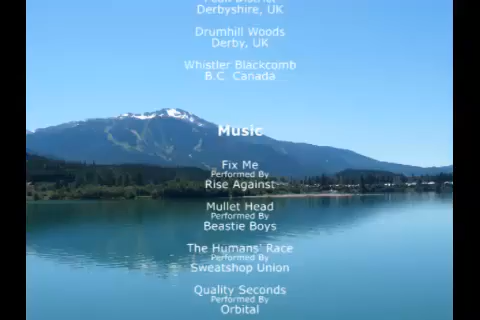 Derbyshire, UK
Drumhill Woods
Derby, UK
Whistler Blackcomb
B.C. Canada
Music
Fix Me
Performed By
Rise Against
Mullet Head
Performed By
Beastie Boys
The Humans' Race
Performed By
Sweatshop Union
Quality Seconds
Performed By
Orbital